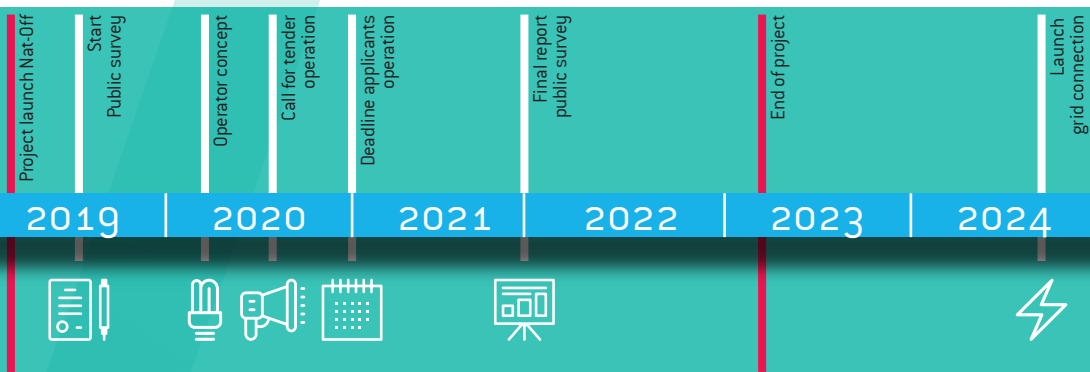 Project launch Nat-Off
Start
Public survey
Operator concept
Call for tender
operation
Deadline applicants
operation
Final report
public survey
End of project
Launch
grid connection
2019
2020
2021
2022
2023
2024